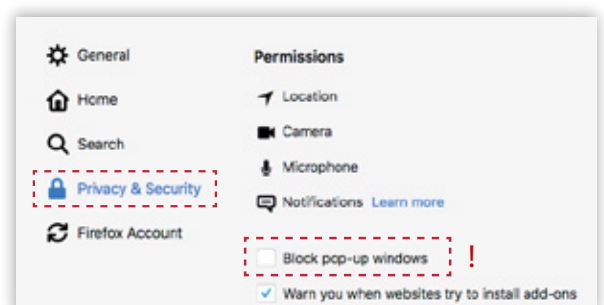 General
Home
Search
Privacy & Security
Firefox Account
Permissions
Location
Camera
Microphone
Notifications Learn more
Block pop-up windows !
Warn you when websites try to install add-ons